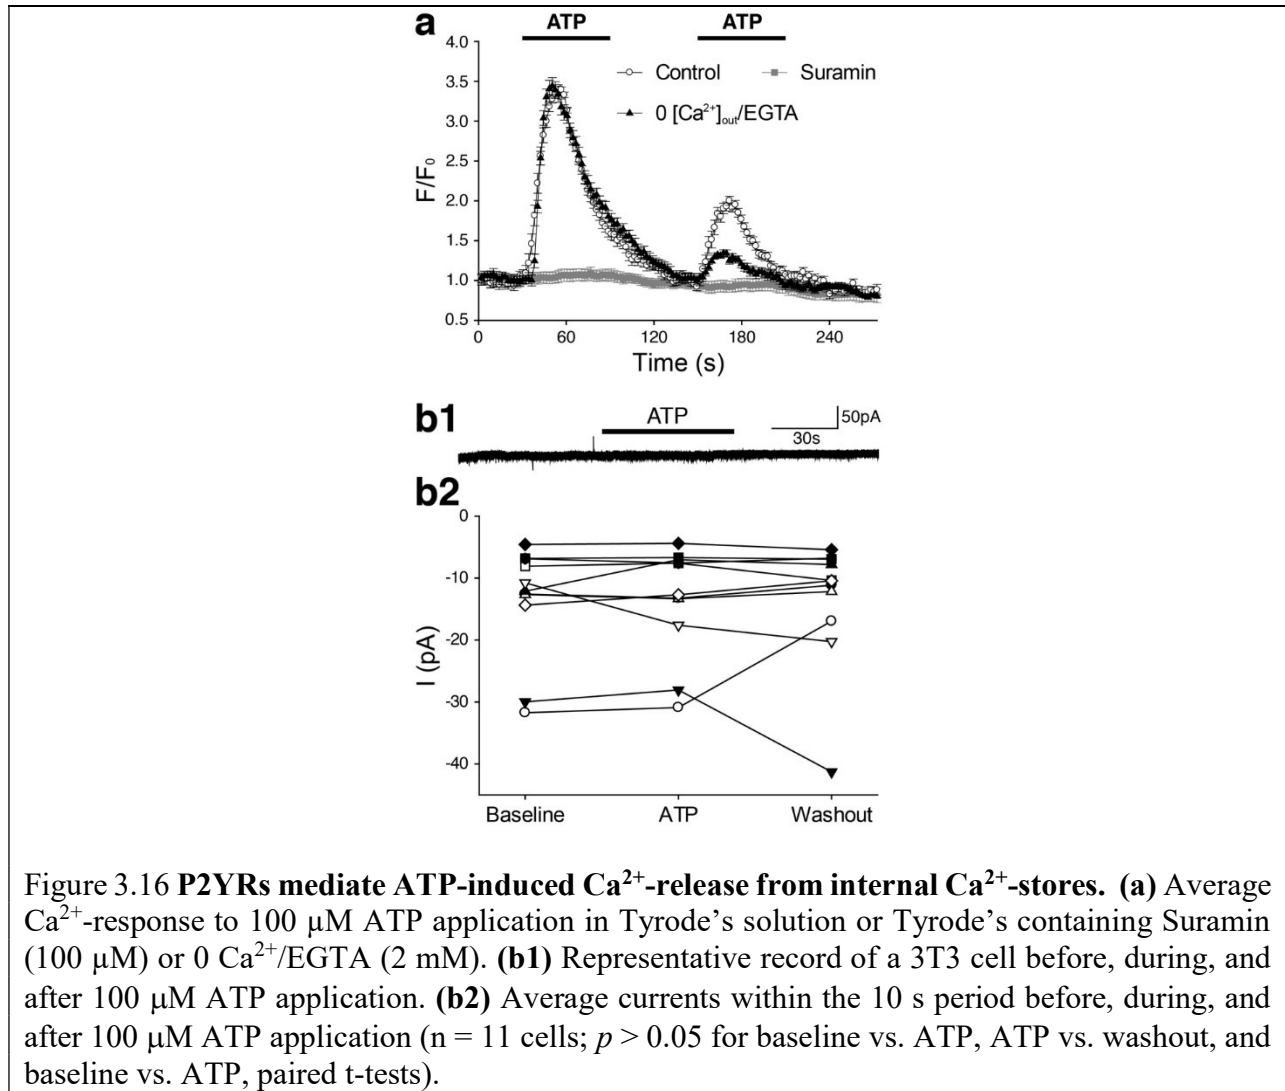 a
ATP ATP
4.0
3.5
3.0
2.5
2.0
1.5
1.0
0.5
F/F₀
Control Suramin
0 [Ca²⁺]out/EGTA
0 60 120 180 240
Time (s)
b1
ATP
50pA
30s
b2
0
-10
-20
-30
-40
I (pA)
Baseline ATP Washout
Figure 3.16 P2YRs mediate ATP-induced Ca²⁺-release from internal Ca²⁺-stores. (a) Average
Ca²⁺-response to 100 µM ATP application in Tyrode’s solution or Tyrode’s containing Suramin
(100 µM) or 0 Ca²⁺/EGTA (2 mM). (b1) Representative record of a 3T3 cell before, during, and
after 100 µM ATP application. (b2) Average currents within the 10 s period before, during, and
after 100 µM ATP application (n = 11 cells; p > 0.05 for baseline vs. ATP, ATP vs. washout, and
baseline vs. ATP, paired t-tests).